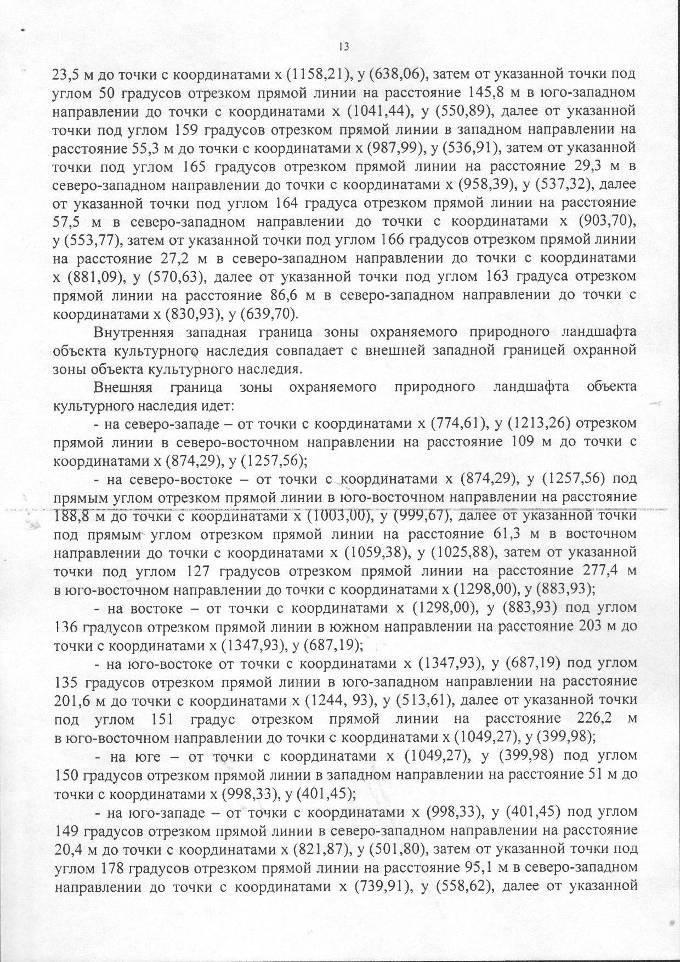 13
23,5 м до точки с координатами х (1158,21), у (638,06), затем от указанной точки под
углом 50 градусов отрезком прямой линии на расстояние 145,8 м в юго-западном
направлении до точки с координатами х (1041,44), у (550,89), далее от указанной
точки под углом 159 градусов отрезком прямой линии в западном направлении на
расстояние 55,3 м до точки с координатами х (987,99), у (536,91), затем от указанной
точки под углом 165 градусов отрезком прямой линии на расстояние 29,3 м в
северо-западном направлении до точки с координатами х (958,39), у (537,32), далее
от указанной точки под углом 164 градуса отрезком прямой линии на расстояние
57,5 м в северо-западном направлении до точки с координатами х (903,70),
у (553,77), затем от указанной точки под углом 166 градусов отрезком прямой линии
на расстояние 27,2 м в северо-западном направлении до точки с координатами
х (881,09), у (570,63), далее от указанной точки под углом 163 градуса отрезком
прямой линии на расстояние 86,6 м в северо-западном направлении до точки с
координатами х (830,93), у (639,70).
Внутренняя западная граница зоны охраняемого природного ландшафта
объекта культурного наследия совпадает с внешней западной границей охранной
зоны объекта культурного наследия.
Внешняя граница зоны охраняемого природного ландшафта объекта
культурного наследия идет:
- на северо-западе – от точки с координатами х (774,61), у (1213,26) отрезком
прямой линии в северо-восточном направлении на расстояние 109 м до точки с
координатами х (874,29), у (1257,56);
- на северо-востоке – от точки с координатами х (874,29), у (1257,56) под
прямым углом отрезком прямой линии в юго-восточном направлении на расстояние
188,8 м до точки с координатами х (1003,00), у (999,67), далее от указанной точки
под прямым углом отрезком прямой линии на расстояние 61,3 м в восточном
направлении до точки с координатами х (1059,38), у (1025,88), затем от указанной
точки под углом 127 градусов отрезком прямой линии на расстояние 277,4 м
в юго-восточном направлении до точки с координатами х (1298,00), у (883,93);
- на востоке – от точки с координатами х (1298,00), у (883,93) под углом
136 градусов отрезком прямой линии в южном направлении на расстояние 203 м до
точки с координатами х (1347,93), у (687,19);
- на юго-востоке от точки с координатами х (1347,93), у (687,19) под углом
135 градусов отрезком прямой линии в юго-западном направлении на расстояние
201,6 м до точки с координатами х (1244, 93), у (513,61), далее от указанной точки
под углом 151 градус отрезком прямой линии на расстояние 226,2 м
в юго-восточном направлении до точки с координатами х (1049,27), у (399,98);
- на юге – от точки с координатами х (1049,27), у (399,98) под углом
150 градусов отрезком прямой линии в западном направлении на расстояние 51 м до
точки с координатами х (998,33), у (401,45);
- на юго-западе – от точки с координатами х (998,33), у (401,45) под углом
149 градусов отрезком прямой линии в северо-западном направлении на расстояние
20,4 м до точки с координатами х (821,87), у (501,80), затем от указанной точки под
углом 178 градусов отрезком прямой линии на расстояние 95,1 м в северо-западном
направлении до точки с координатами х (739,91), у (558,62), далее от указанной